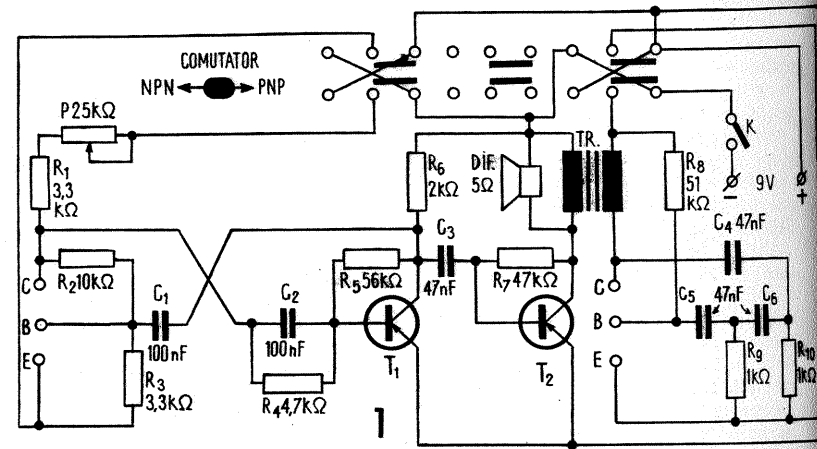 COMUTATOR
NPN PNP
P25kΩ
R1
3,3
kΩ
R2 10kΩ
C
B
E
C1
100nF
R3
3,3kΩ
C2
100nF
R4 4,7kΩ
R5 56kΩ
T1
R6
2kΩ
C3
47nF
R7 47kΩ
T2
DIF.
5Ω
TR.
R8
51
kΩ
K
9V
- +
C4 47nF
C
B
E
C5 47nF C6
R9
1kΩ
R10
1kΩ
1